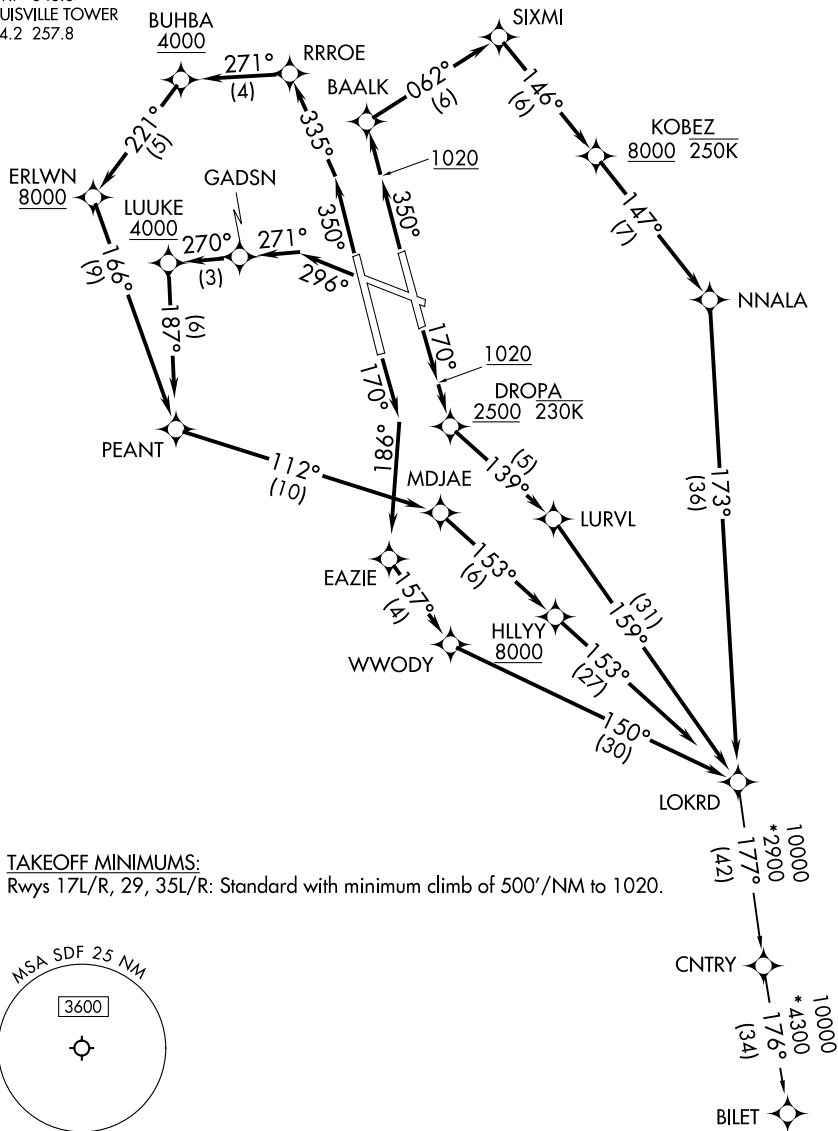 UISVILLE TOWER
4.2 257.8
BUHBA
4000
271°
(4)
RRROE
335°
350°
221°
(5)
ERLWN
8000
166°
(9)
LUUKE
4000
GADSN
270°
(3)
271°
296°
187°
(6)
PEANT
112°
(10)
BAALK
062°
(6)
SIXMI
146°
(6)
KOBEZ
8000 250K
147°
(7)
NNALA
173°
(36)
1020
350°
170°
1020
170°
DROPA
2500 230K
139°
(5)
LURVL
159°
(31)
186°
EAZIE
157°
(4)
WWODY
150°
(30)
MDJAE
153°
(6)
HLLYY
8000
153°
(27)
LOKRD
10000
*2900
177°
(42)
CNTRY
10000
*4300
176°
(34)
BILET
TAKEOFF MINIMUMS:
Rwys 17L/R, 29, 35L/R: Standard with minimum climb of 500'/NM to 1020.
MSA SDF 25 NM
3600